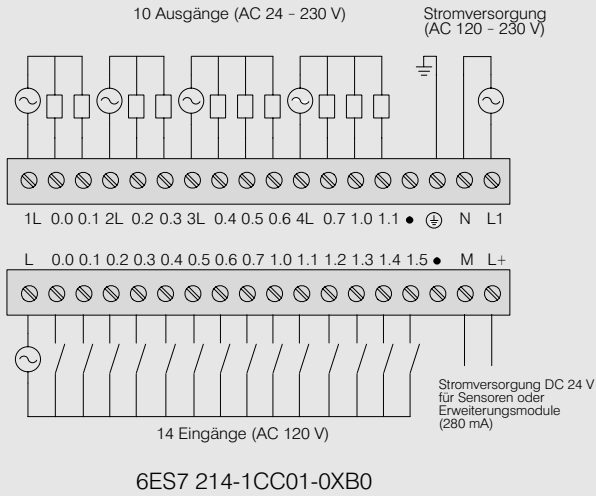 10 Ausgänge (AC 24 - 230 V)
Stromversorgung
(AC 120 - 230 V)
1L 0.0 0.1 2L 0.2 0.3 3L 0.4 0.5 0.6 4L 0.7 1.0 1.1 • N L1
L 0.0 0.1 0.2 0.3 0.4 0.5 0.6 0.7 1.0 1.1 1.2 1.3 1.4 1.5 • M L+
Stromversorgung DC 24 V
für Sensoren oder
Erweiterungsmodule
(280 mA)
14 Eingänge (AC 120 V)
6ES7 214-1CC01-0XB0